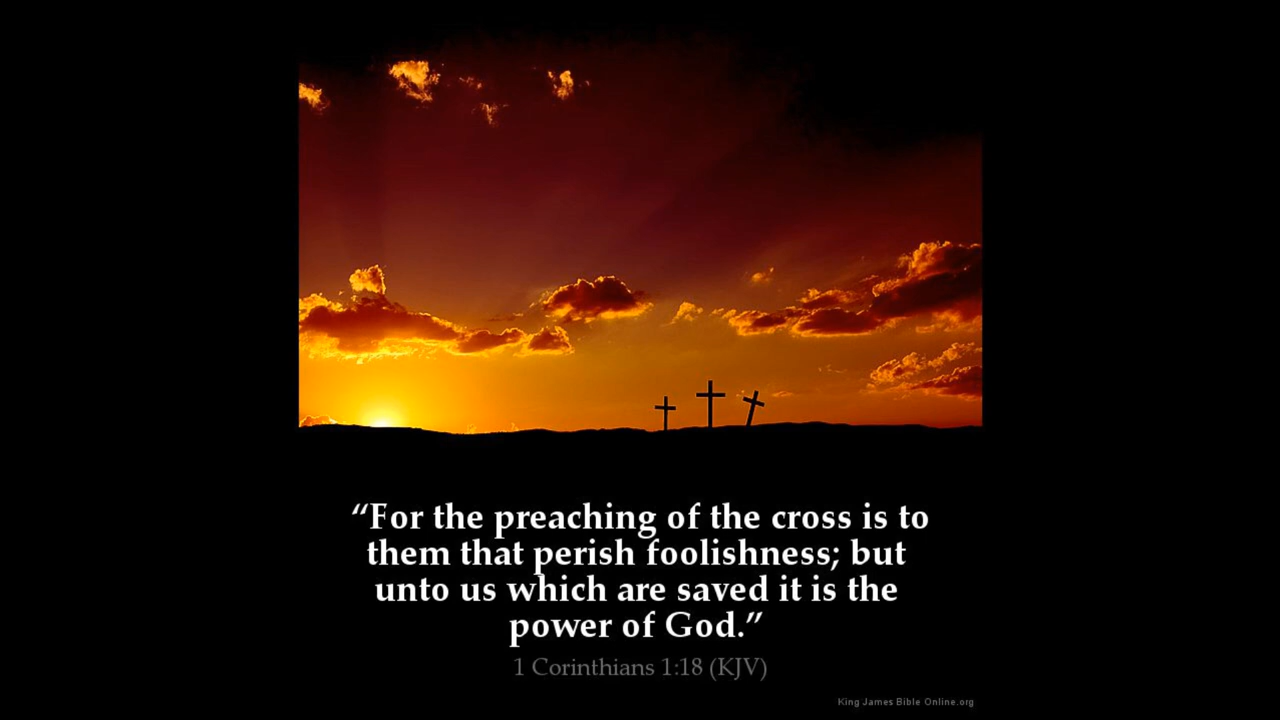 “For the preaching of the cross is to
them that perish foolishness; but
unto us which are saved it is the
power of God.”
1 Corinthians 1:18 (KJV)
King James Bible Online.org